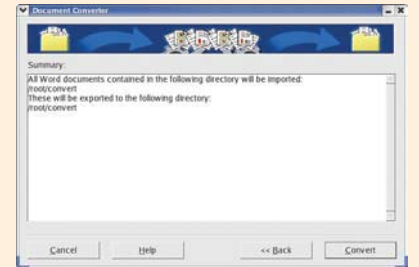 Document Converter
Summary:
All Word documents contained in the following directory will be imported:
/root/convert
These will be exported to the following directory:
/root/convert
Cancel
Help
<< Back
Convert